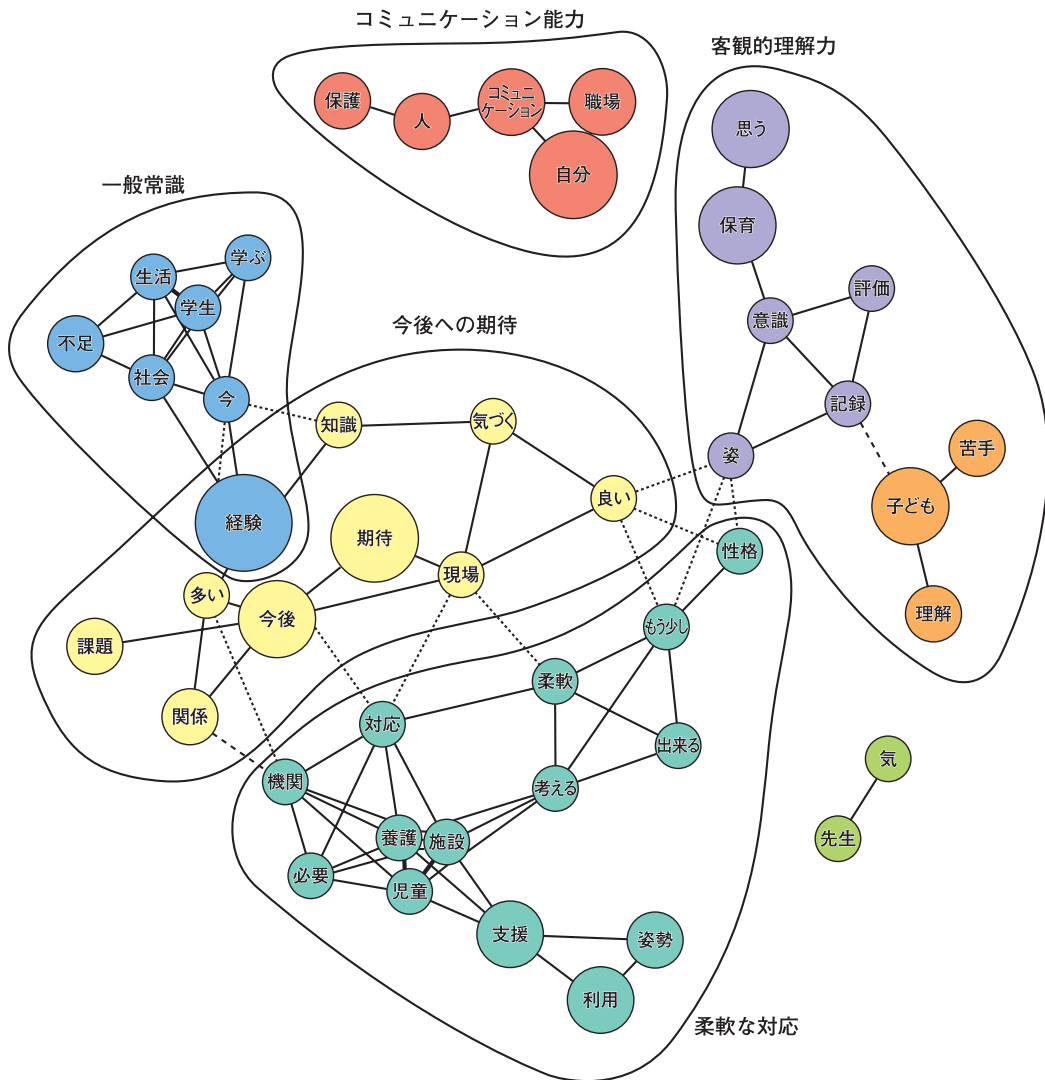 コミュニケーション能力
保護
人
コミュニ
ケーション
職場
自分
客観的理解力
思う
保育
意識
評価
記録
姿
苦手
子ども
理解
一般常識
生活
学ぶ
学生
不足
社会
今
経験
今後への期待
知識
気づく
良い
期待
現場
多い
今後
課題
関係
性格
もう少し
柔軟
対応
出来る
機関
考える
養護
施設
必要
児童
支援
姿勢
利用
柔軟な対応
気
先生